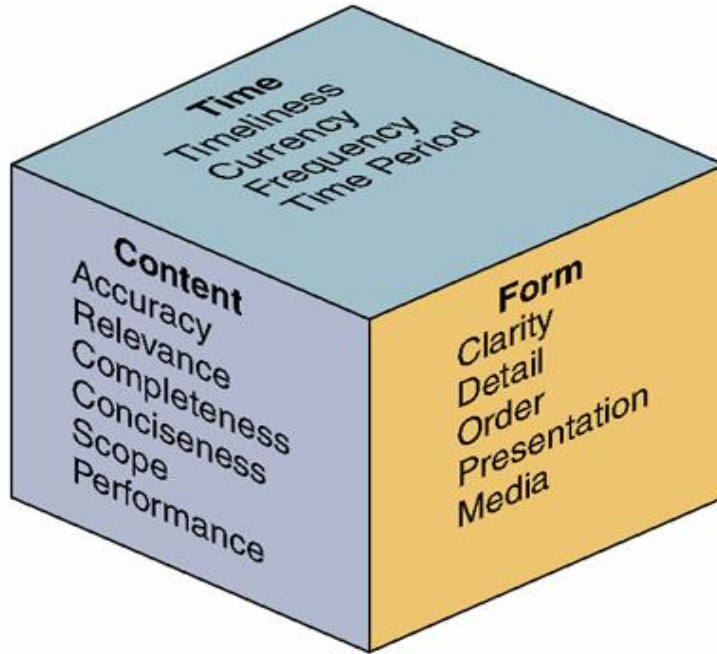 Time
Timeliness
Currency
Frequency
Time Period
Content
Accuracy
Relevance
Completeness
Conciseness
Scope
Performance
Form
Clarity
Detail
Order
Presentation
Media